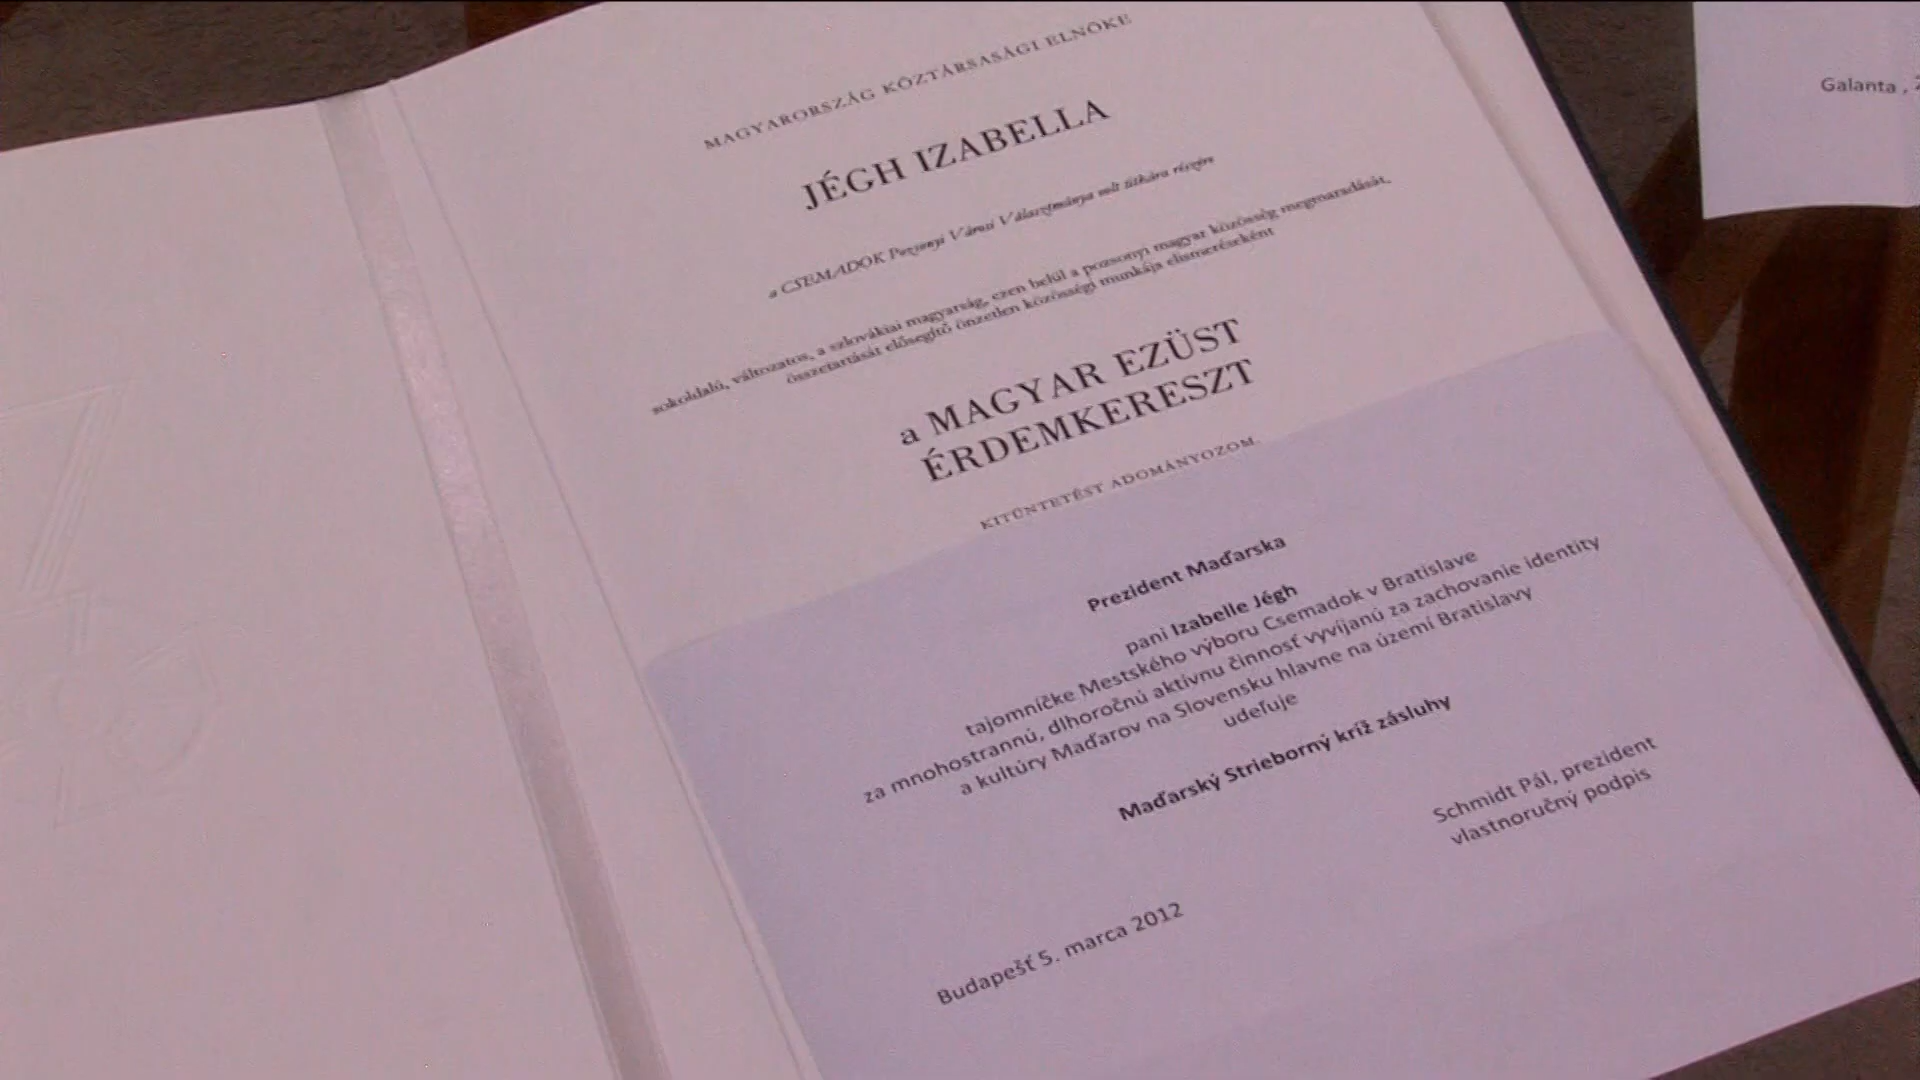 MAGYARORSZÁG KÖZTÁRSASÁGI ELNÖKE
JÉGH IZABELLA
a CSEMADOK Pozsonyi Városi Választmánya volt titkára részére
sokoldalú, változatos, a szlovákiai magyarság, ezen belül a pozsonyi magyar közösség megmaradását,
összetartását elősegítő önzetlen közösségi munkája elismeréseként
a MAGYAR EZÜST
ÉRDEMKERESZT
KITÜNTETÉST ADOMÁNYOZOM.
Prezident Maďarska
pani Izabelle Jégh
tajomníčke Mestského výboru Csemadok v Bratislave
za mnohostrannú, dlhoročnú aktívnu činnosť vyvíjanú za zachovanie identity
a kultúry Maďarov na Slovensku hlavne na území Bratislavy
udeľuje
Maďarský Strieborný kríž zásluhy
Schmidt Pál, prezident
vlastnoručný podpis
Budapešť 5. marca 2012
Galanta ,